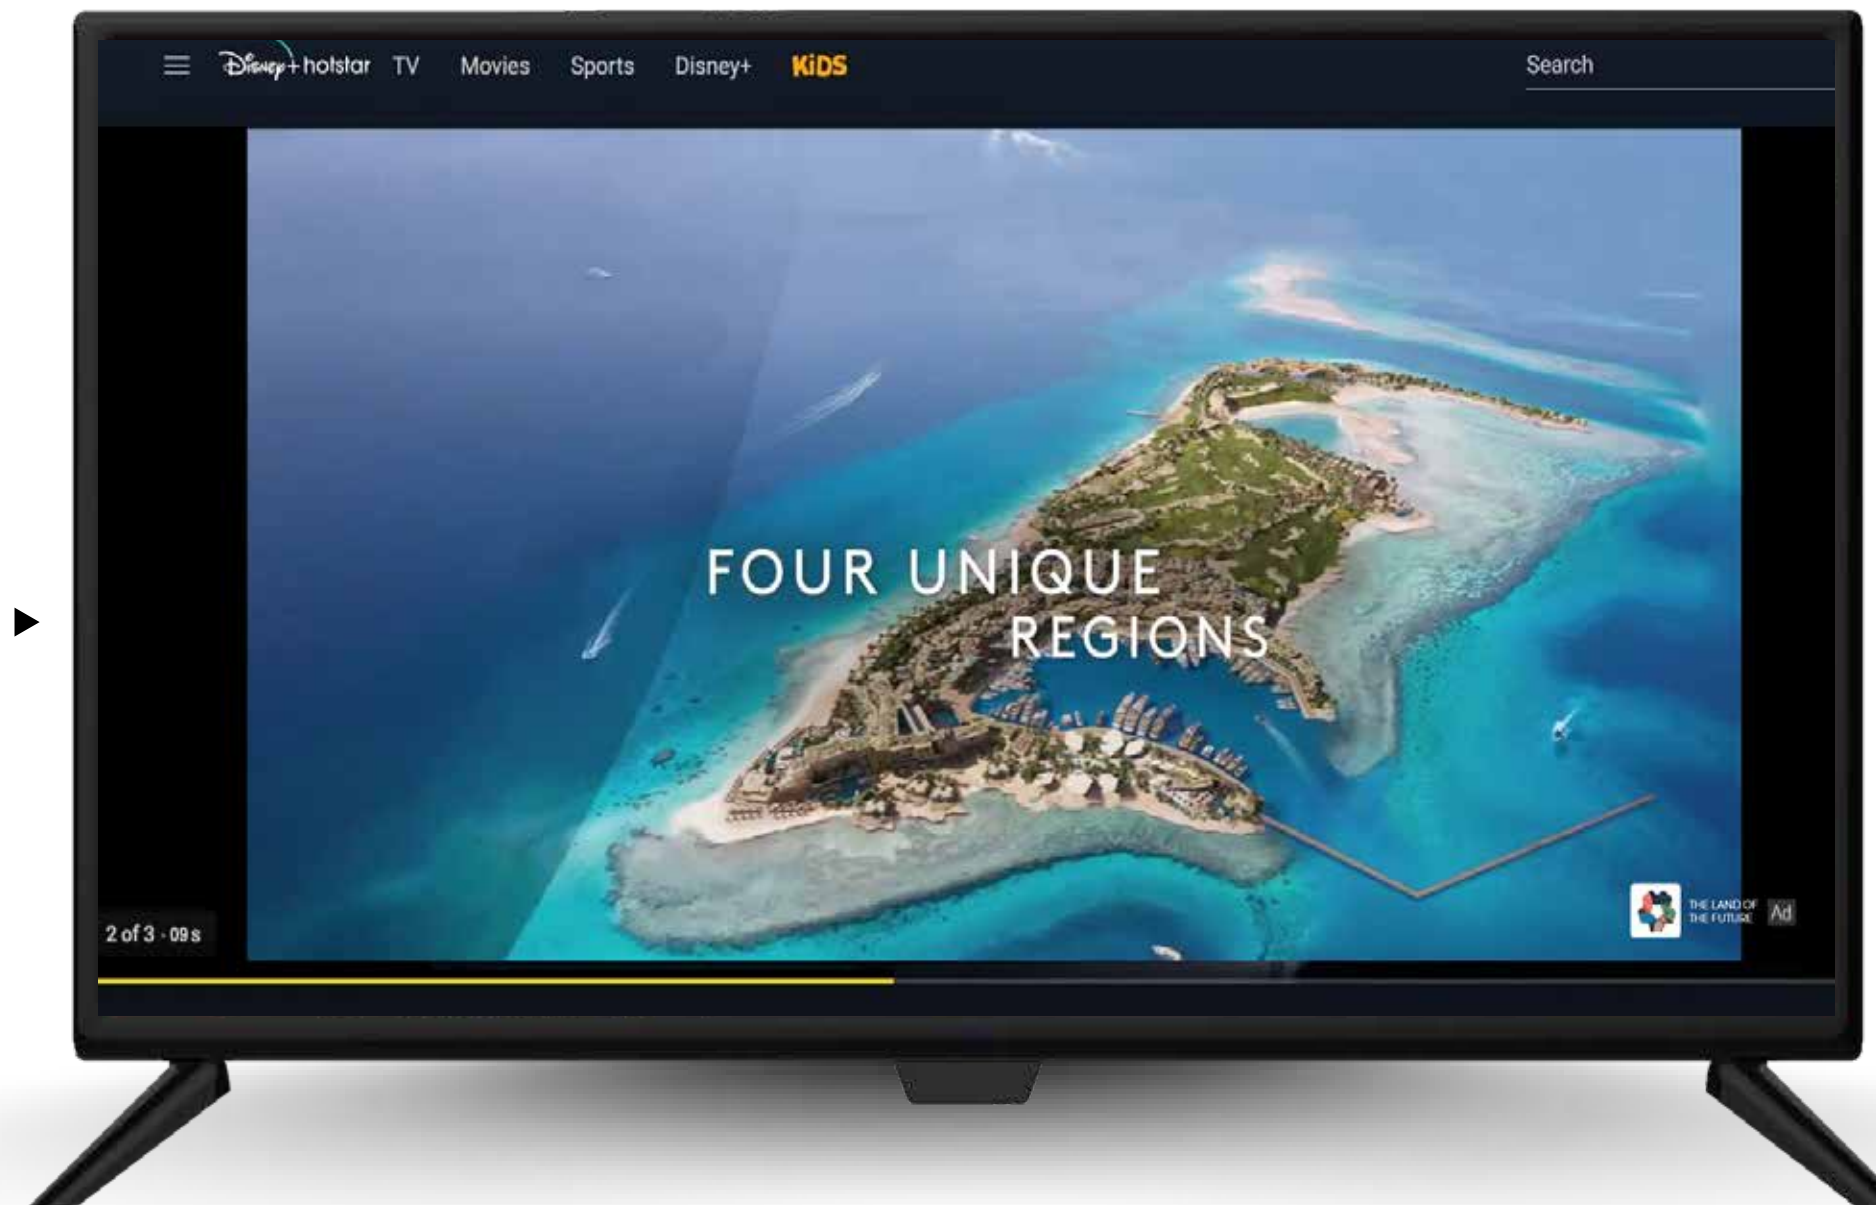 Disney+ hotstar TV Movies Sports Disney+ KiDS Search
FOUR UNIQUE
REGIONS
2 of 3 · 09 s
THE LAND OF
THE FUTURE
Ad